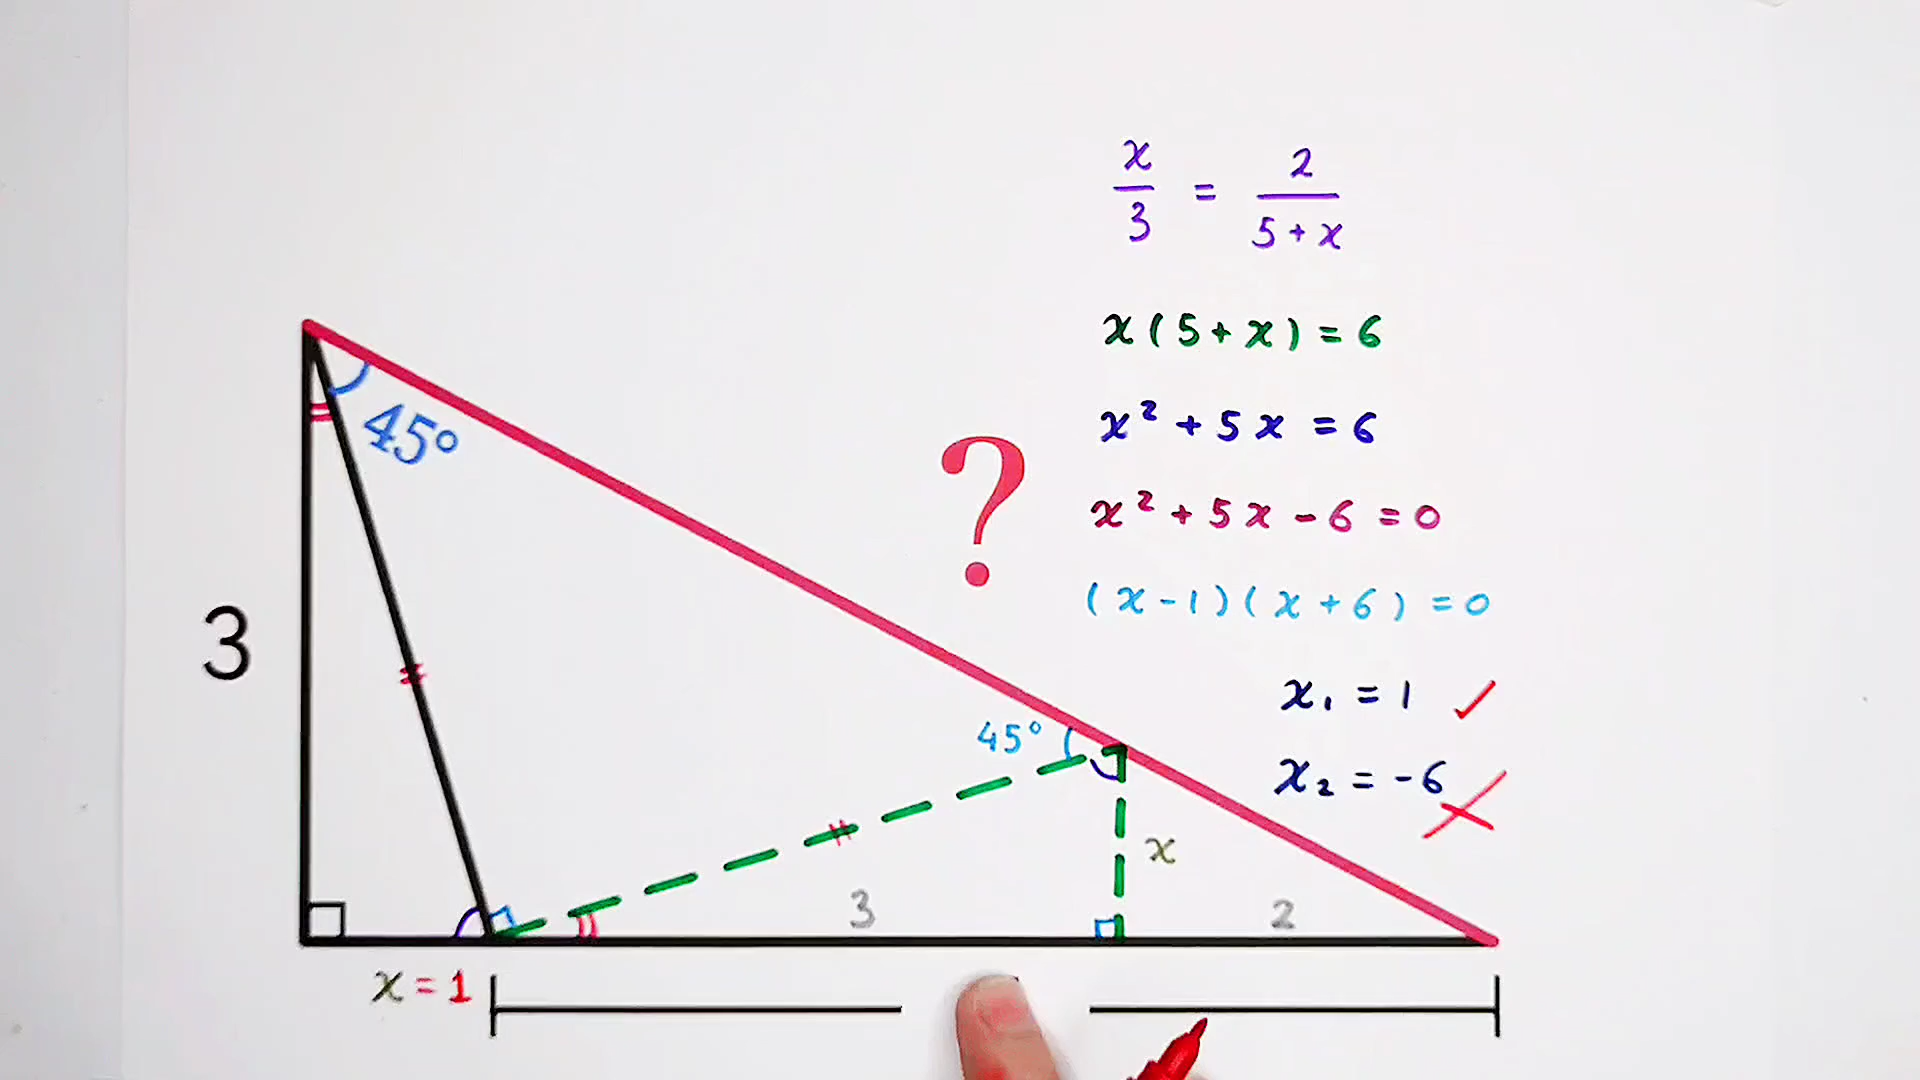 x/3 = 2/(5+x)
x(5+x)=6
x²+5x=6
45°
?
x²+5x-6=0
(x-1)(x+6)=0
3
x₁=1 ✓
45°
x₂=-6
x
3
2
x=1